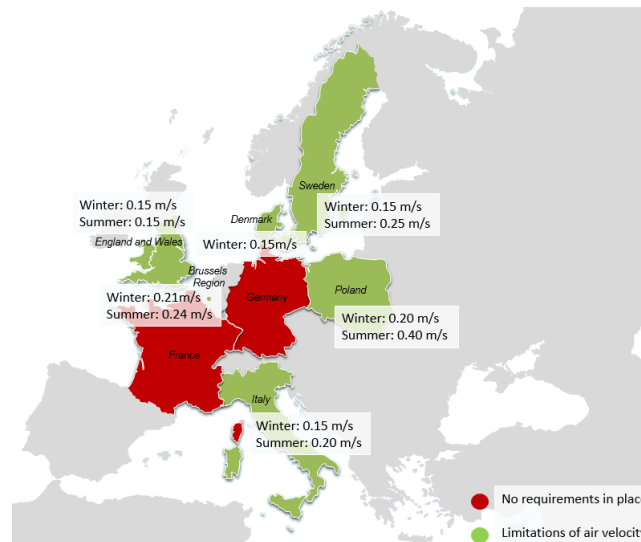 Sweden
Winter: 0.15 m/s
Summer: 0.15 m/s
Winter: 0.15 m/s
Summer: 0.25 m/s
Denmark
England and Wales
Winter: 0.15m/s
Brussels
Region
Winter: 0.21m/s
Summer: 0.24 m/s
Germany
Poland
Winter: 0.20 m/s
Summer: 0.40 m/s
France
Italy
Winter: 0.15 m/s
Summer: 0.20 m/s
No requirements in plac
Limitations of air velocity